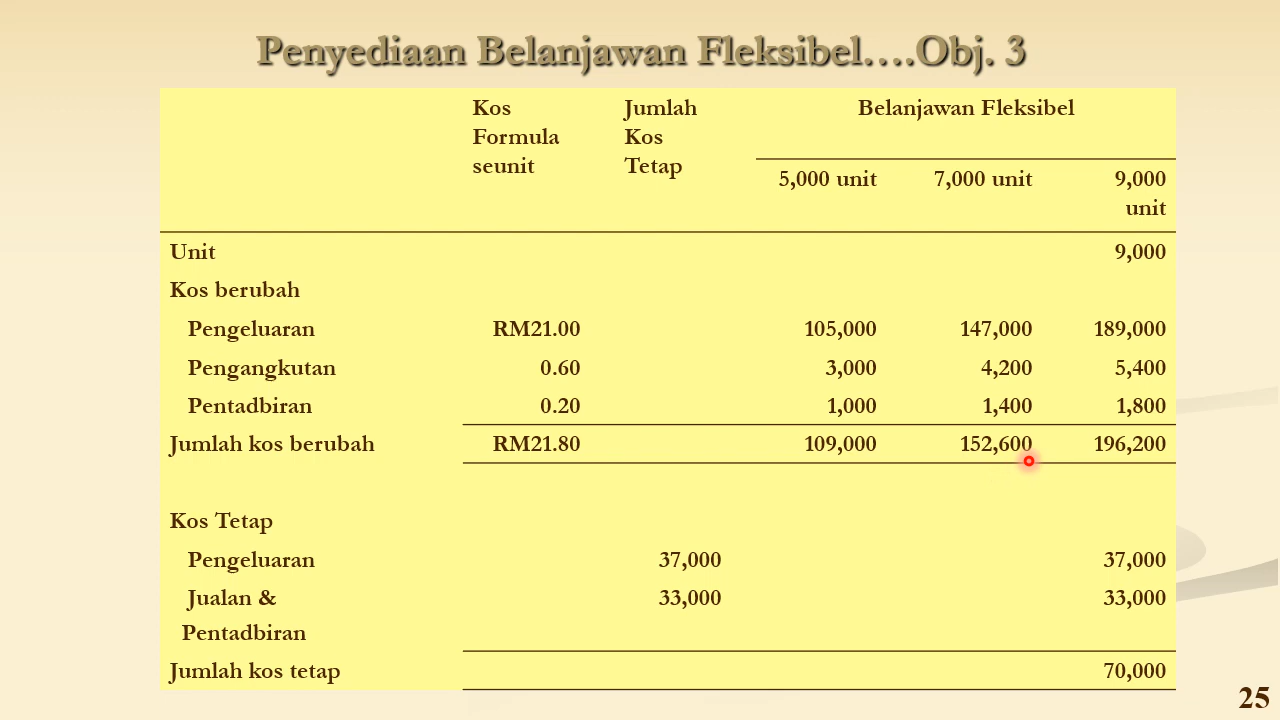 Penyediaan Belanjawan Fleksibel....Obj. 3
Kos Formula seunit Jumlah Kos Tetap Belanjawan Fleksibel
5,000 unit 7,000 unit 9,000 unit
Unit 9,000
Kos berubah
Pengeluaran RM21.00 105,000 147,000 189,000
Pengangkutan 0.60 3,000 4,200 5,400
Pentadbiran 0.20 1,000 1,400 1,800
Jumlah kos berubah RM21.80 109,000 152,600 196,200
Kos Tetap
Pengeluaran 37,000 37,000
Jualan & 33,000 33,000
Pentadbiran
Jumlah kos tetap 70,000
25